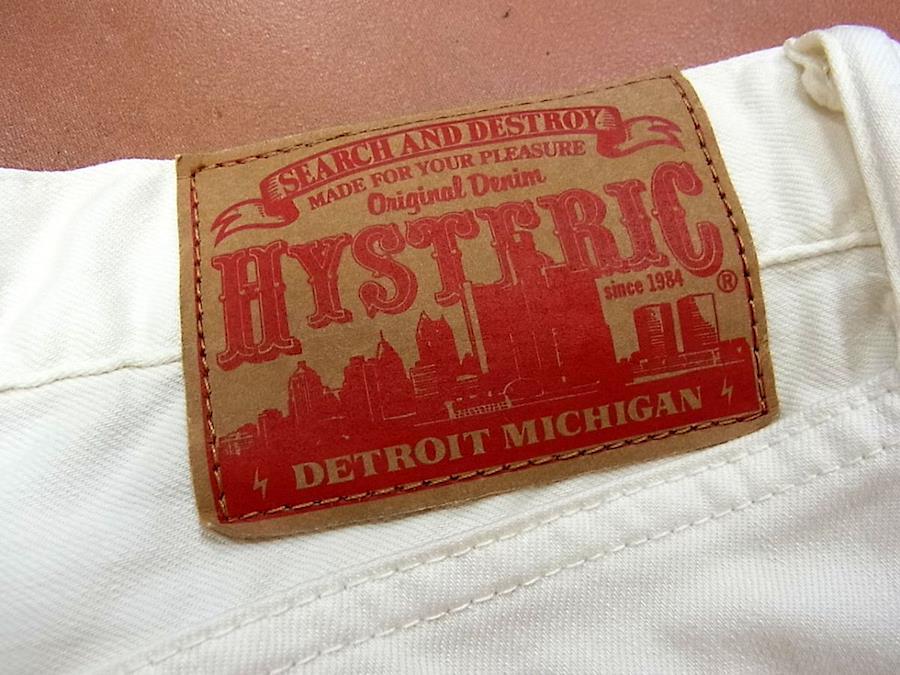 SEARCH AND DESTROY
MADE FOR YOUR PLEASURE
Original Denim
HYSTERIC
since 1984 ®
DETROIT MICHIGAN